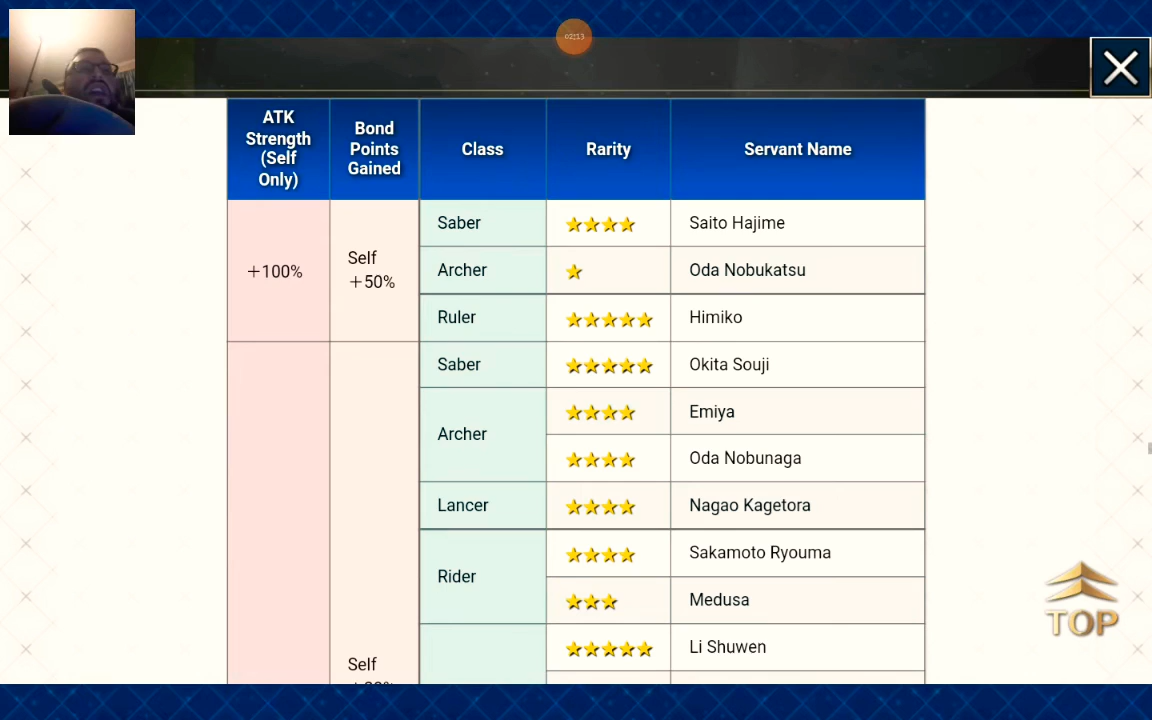 02:13
ATK
Strength
(Self
Only)
Bond
Points
Gained
Class
Rarity
Servant Name
+100%
Self
+50%
Saber
★★★★
Saito Hajime
Archer
★
Oda Nobukatsu
Ruler
★★★★★
Himiko
Saber
★★★★★
Okita Souji
Archer
★★★★
Emiya
★★★★
Oda Nobunaga
Lancer
★★★★
Nagao Kagetora
Rider
★★★★
Sakamoto Ryouma
★★★
Medusa
★★★★★
Li Shuwen
Self
TOP